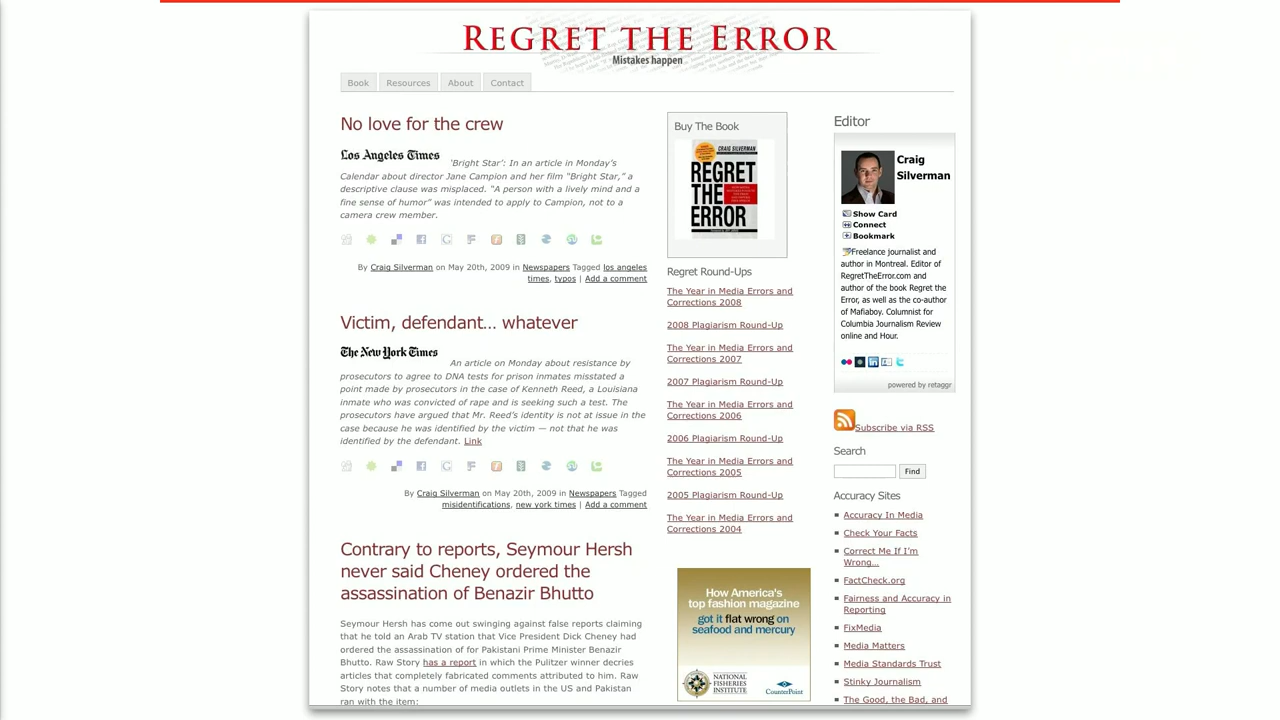 REGRET THE ERROR
Mistakes happen
Book
Resources
About
Contact
No love for the crew
Los Angeles Times
‘Bright Star’: In an article in Monday’s
Calendar about director Jane Campion and her film “Bright Star,” a
descriptive clause was misplaced. “A person with a lively mind and a
fine sense of humor” was intended to apply to Campion, not to a
camera crew member.
By Craig Silverman on May 20th, 2009 in Newspapers Tagged los angeles
times, typos | Add a comment
Victim, defendant… whatever
The New York Times
An article on Monday about resistance by
prosecutors to agree to DNA tests for prison inmates misstated a
point made by prosecutors in the case of Kenneth Reed, a Louisiana
inmate who was convicted of rape and is seeking such a test. The
prosecutors have argued that Mr. Reed’s identity is not at issue in the
case because he was identified by the victim — not that he was
identified by the defendant. Link
By Craig Silverman on May 20th, 2009 in Newspapers Tagged
misidentifications, new york times | Add a comment
Contrary to reports, Seymour Hersh
never said Cheney ordered the
assassination of Benazir Bhutto
Seymour Hersh has come out swinging against false reports claiming
that he told an Arab TV station that Vice President Dick Cheney had
ordered the assassination of for Pakistani Prime Minister Benazir
Bhutto. Raw Story has a report in which the Pulitzer winner decries
articles that completely fabricated comments attributed to him. Raw
Story notes that a number of media outlets in the US and Pakistan
ran with the item:
Buy The Book
CRAIG SILVERMAN
REGRET
THE
ERROR
Regret Round-Ups
The Year in Media Errors and
Corrections 2008
2008 Plagiarism Round-Up
The Year in Media Errors and
Corrections 2007
2007 Plagiarism Round-Up
The Year in Media Errors and
Corrections 2006
2006 Plagiarism Round-Up
The Year in Media Errors and
Corrections 2005
2005 Plagiarism Round-Up
The Year in Media Errors and
Corrections 2004
How America's
top fashion magazine
got it flat wrong on
seafood and mercury
NATIONAL
FISHERIES
INSTITUTE
CounterPoint
Editor
Craig
Silverman
Show Card
Connect
Bookmark
Freelance journalist and
author in Montreal. Editor of
RegretTheError.com and
author of the book Regret the
Error, as well as the co-author
of Mafiaboy. Columnist for
Columbia Journalism Review
online and Hour.
powered by retaggr
Subscribe via RSS
Search
Find
Accuracy Sites
Accuracy In Media
Check Your Facts
Correct Me If I’m
Wrong…
FactCheck.org
Fairness and Accuracy in
Reporting
FixMedia
Media Matters
Media Standards Trust
Stinky Journalism
The Good, the Bad, and